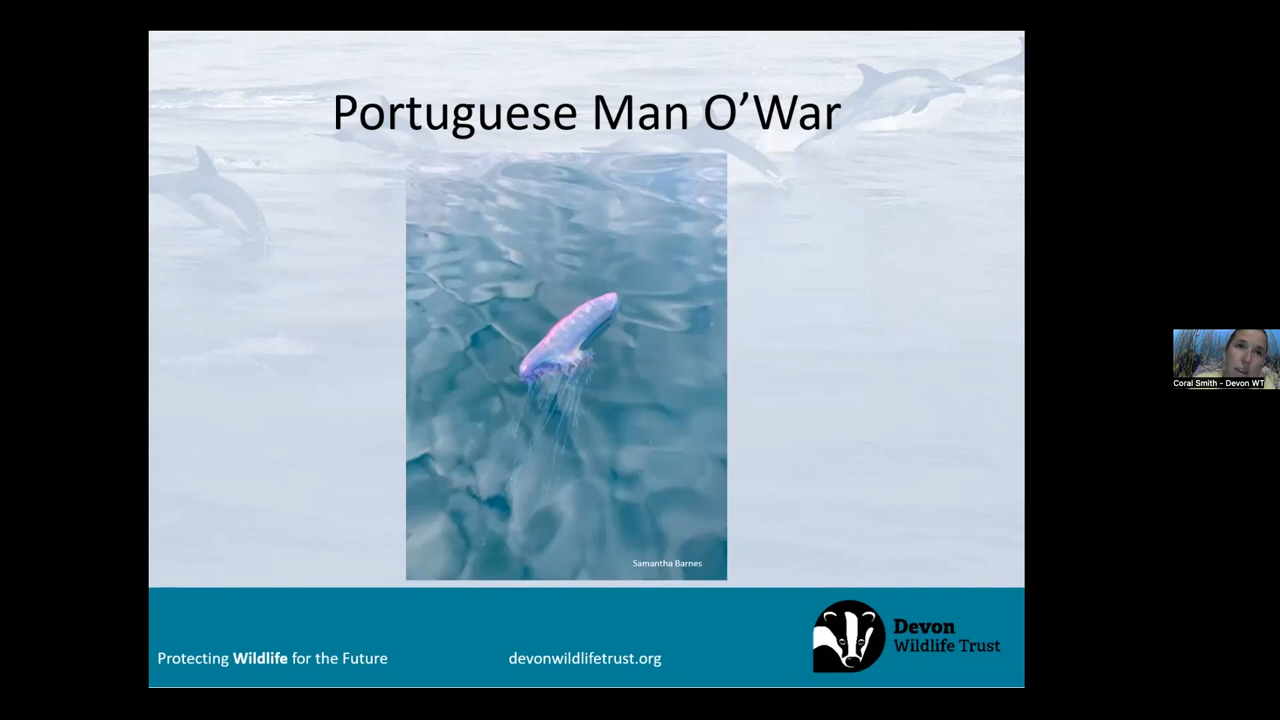 Portuguese Man O’War
Samantha Barnes
Coral Smith - Devon WT
Protecting Wildlife for the Future
devonwildlifetrust.org
Devon
Wildlife Trust